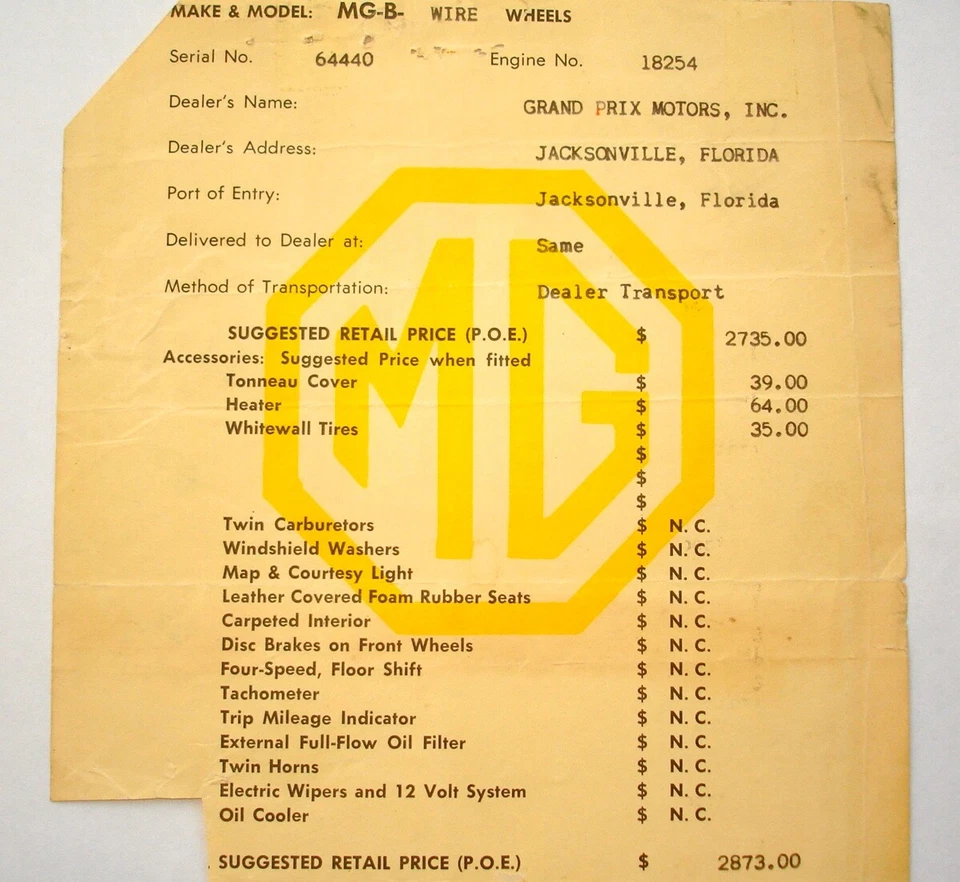 MAKE & MODEL: MG-B- WIRE WHEELS
Serial No. 64440 Engine No. 18254
Dealer's Name: GRAND PRIX MOTORS, INC.
Dealer's Address: JACKSONVILLE, FLORIDA
Port of Entry: Jacksonville, Florida
Delivered to Dealer at: Same
Method of Transportation: Dealer Transport
MG
SUGGESTED RETAIL PRICE (P.O.E.) $ 2735.00
Accessories: Suggested Price when fitted
Tonneau Cover $ 39.00
Heater $ 64.00
Whitewall Tires $ 35.00
$
$
$
Twin Carburetors $ N. C.
Windshield Washers $ N. C.
Map & Courtesy Light $ N. C.
Leather Covered Foam Rubber Seats $ N. C.
Carpeted Interior $ N. C.
Disc Brakes on Front Wheels $ N. C.
Four-Speed, Floor Shift $ N. C.
Tachometer $ N. C.
Trip Mileage Indicator $ N. C.
External Full-Flow Oil Filter $ N. C.
Twin Horns $ N. C.
Electric Wipers and 12 Volt System $ N. C.
Oil Cooler $ N. C.
SUGGESTED RETAIL PRICE (P.O.E.) $ 2873.00